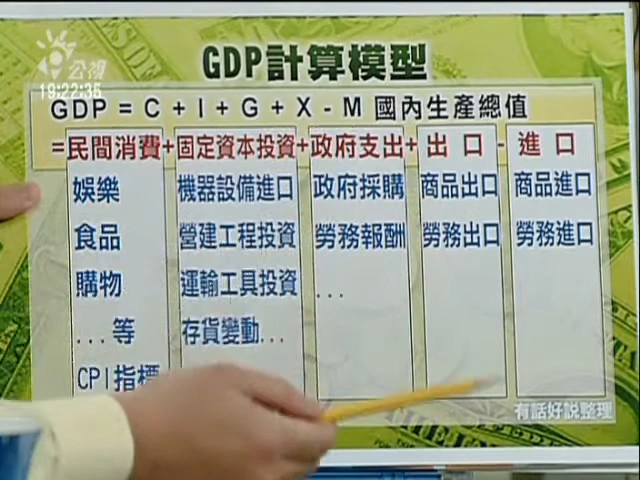 GDP計算模型
公視
19:22:35
GDP = C + I + G + X - M 國內生產總值
=民間消費+固定資本投資+政府支出+ 出 口 - 進 口
娛樂 機器設備進口 政府採購 商品出口 商品進口
食品 營建工程投資 勞務報酬 勞務出口 勞務進口
購物 運輸工具投資 ...
...等 存貨變動...
CPI指標
有話好說整理